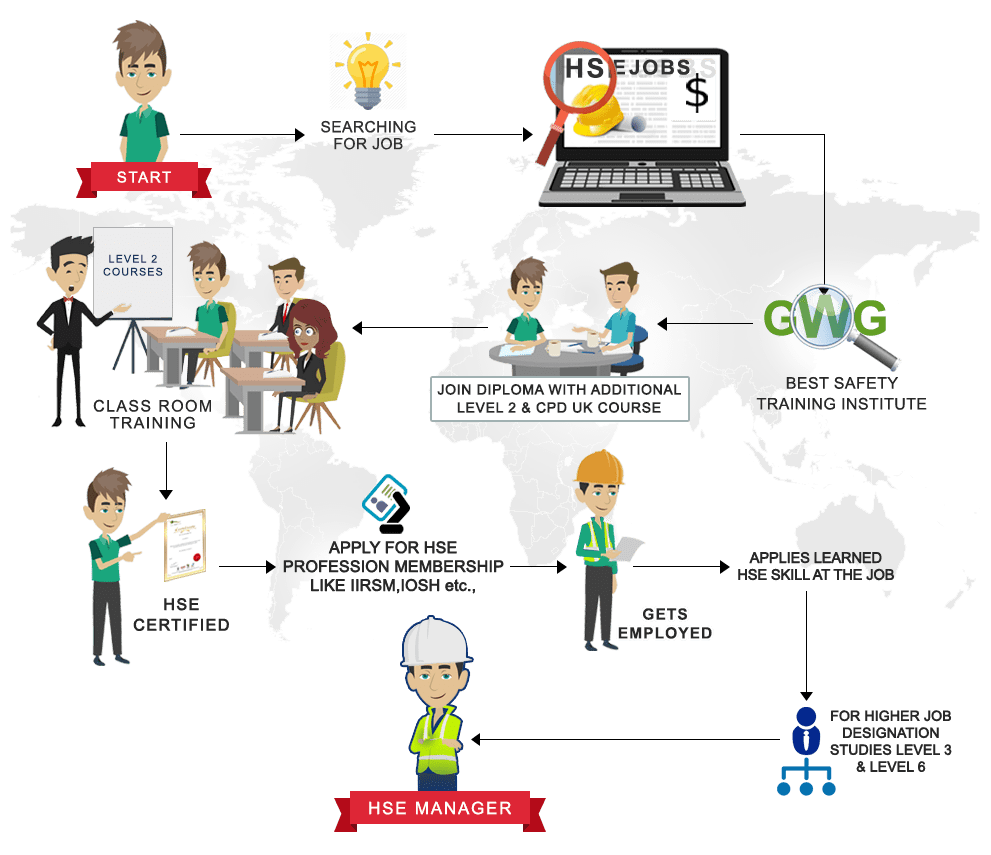 START
SEARCHING
FOR JOB
HSEJOBS
$
GWG
BEST SAFETY
TRAINING INSTITUTE
JOIN DIPLOMA WITH ADDITIONAL
LEVEL 2 & CPD UK COURSE
LEVEL 2
COURSES
CLASS ROOM
TRAINING
HSE
CERTIFIED
APPLY FOR HSE
PROFESSION MEMBERSHIP
LIKE IIRSM,IOSH etc.,
GETS
EMPLOYED
APPLIES LEARNED
HSE SKILL AT THE JOB
FOR HIGHER JOB
DESIGNATION
STUDIES LEVEL 3
& LEVEL 6
HSE MANAGER